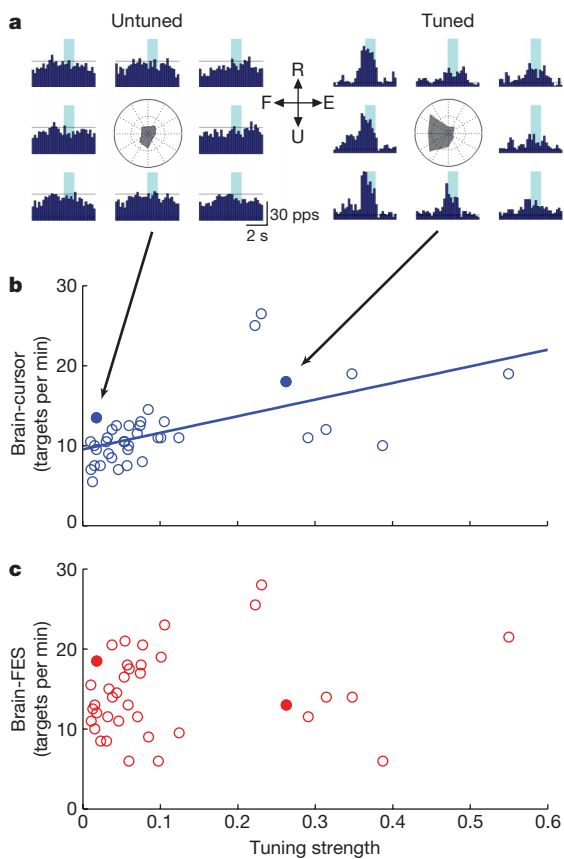 a
Untuned
Tuned
R
F
E
U
30 pps
2 s
b
30
20
10
0
Brain-cursor
(targets per min)
c
30
20
10
0
Brain-FES
(targets per min)
0
0.1
0.2
0.3
0.4
0.5
0.6
Tuning strength